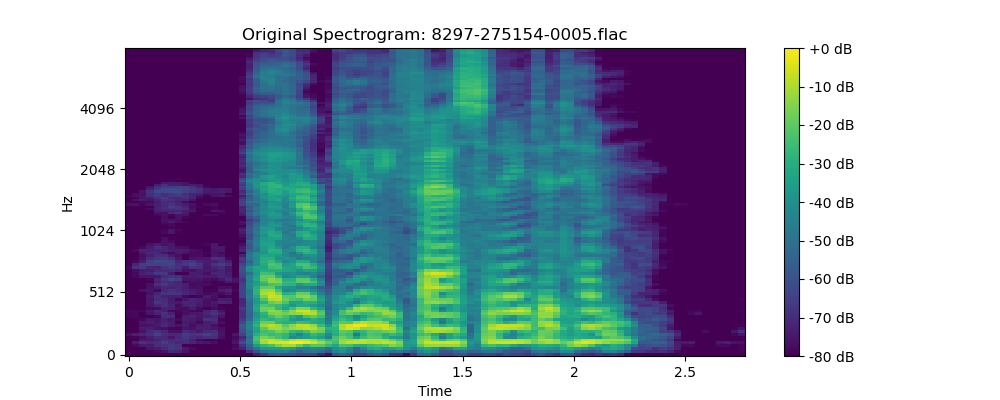 Original Spectrogram: 8297-275154-0005.flac
Hz
4096
2048
1024
512
0
0 0.5 1 1.5 2 2.5
Time
+0 dB
-10 dB
-20 dB
-30 dB
-40 dB
-50 dB
-60 dB
-70 dB
-80 dB